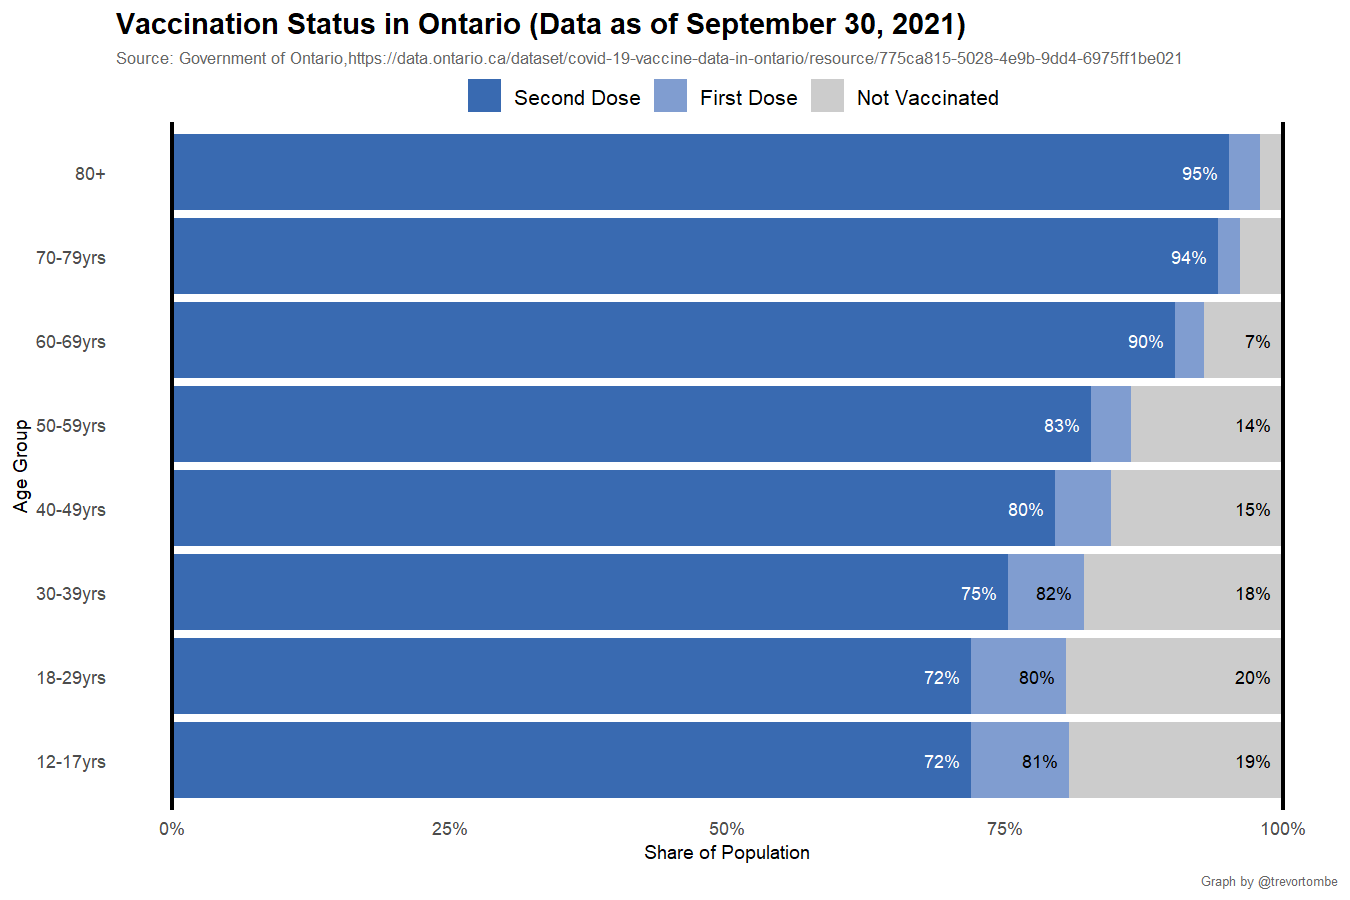 Vaccination Status in Ontario (Data as of September 30, 2021)
Source: Government of Ontario,https://data.ontario.ca/dataset/covid-19-vaccine-data-in-ontario/resource/775ca815-5028-4e9b-9dd4-6975ff1be021
Second Dose First Dose Not Vaccinated
80+ 95%
70-79yrs 94%
60-69yrs 90% 7%
50-59yrs 83% 14%
Age Group
40-49yrs 80% 15%
30-39yrs 75% 82% 18%
18-29yrs 72% 80% 20%
12-17yrs 72% 81% 19%
0% 25% 50% 75% 100%
Share of Population
Graph by @trevortombe